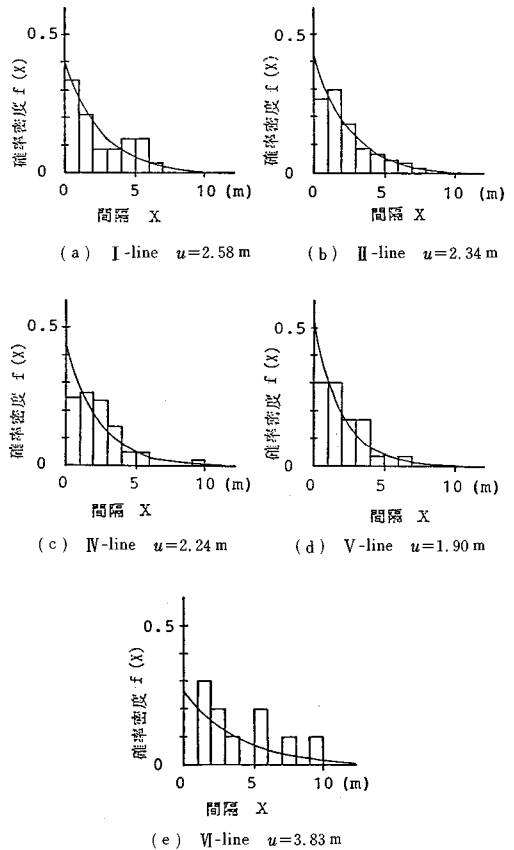 0.5
0.5
確率密度 f (X)
確率密度 f (X)
0
0
0 5 10 (m)
0 5 10 (m)
間隔 X
間隔 X
(a) Ⅰ-line u=2.58 m
(b) Ⅱ-line u=2.34 m
0.5
0.5
確率密度 f (X)
確率密度 f (X)
0
0
0 5 10 (m)
0 5 10 (m)
間隔 X
間隔 X
(c) Ⅳ-line u=2.24 m
(d) Ⅴ-line u=1.90 m
0.5
確率密度 f (X)
0
0 5 10 (m)
間隔 X
(e) Ⅵ-line u=3.83 m